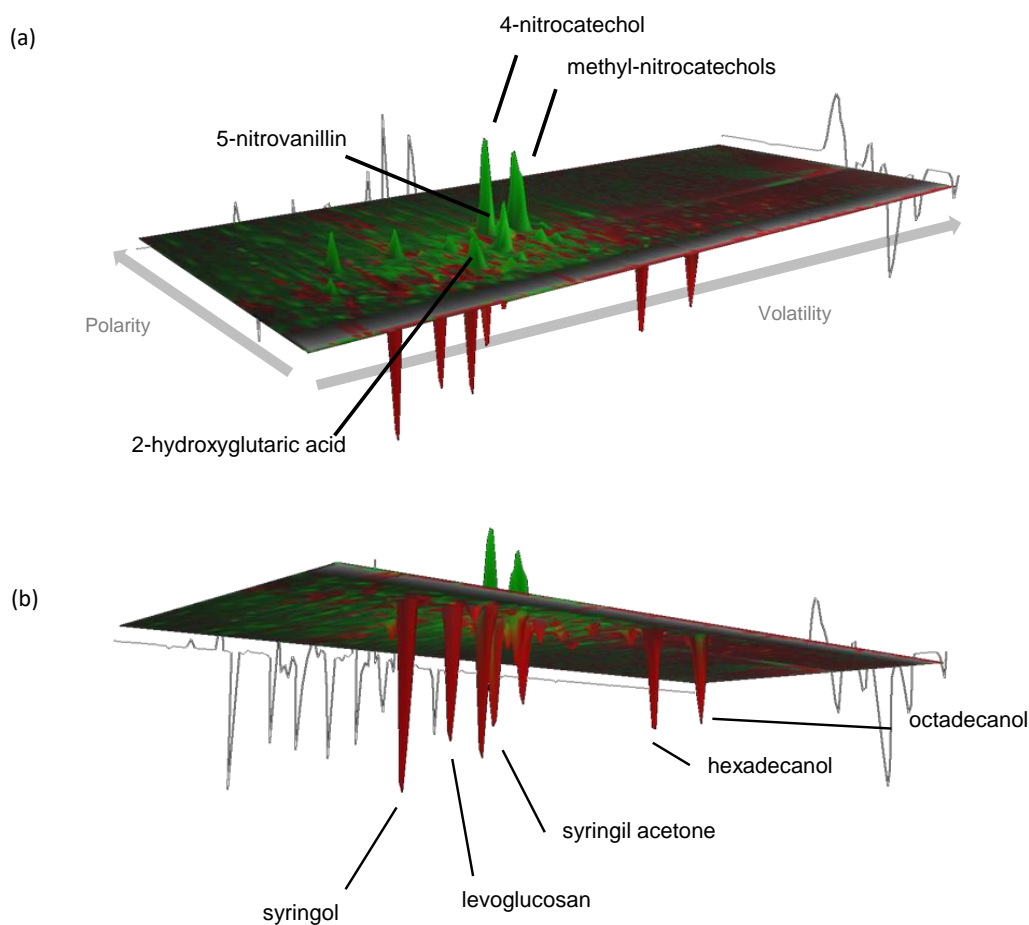 (a)
4-nitrocatechol
methyl-nitrocatechols
5-nitrovanillin
Polarity
Volatility
2-hydroxyglutaric acid
(b)
octadecanol
hexadecanol
syringil acetone
levoglucosan
syringol